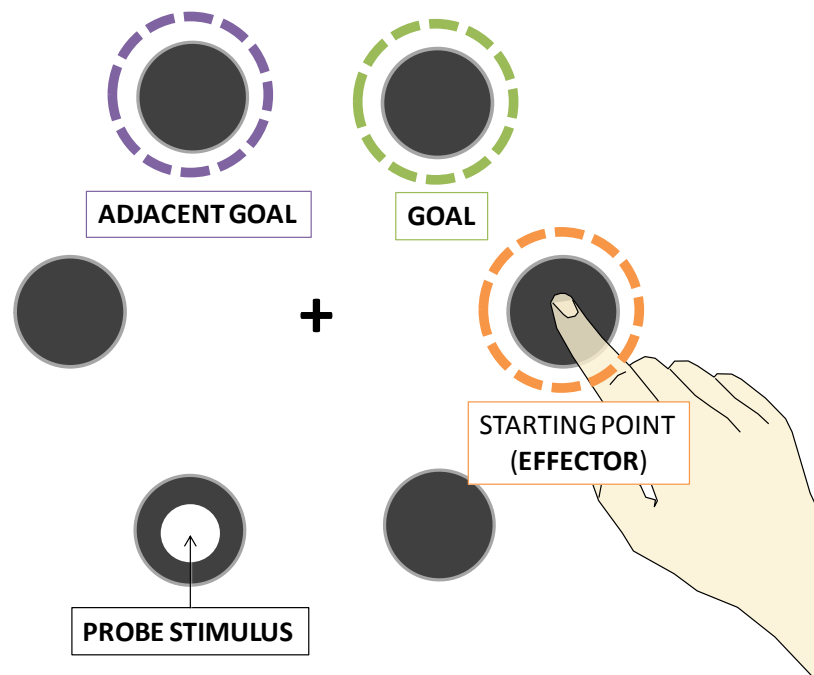 ADJACENT GOAL
GOAL
+
STARTING POINT
(EFFECTOR)
PROBE STIMULUS